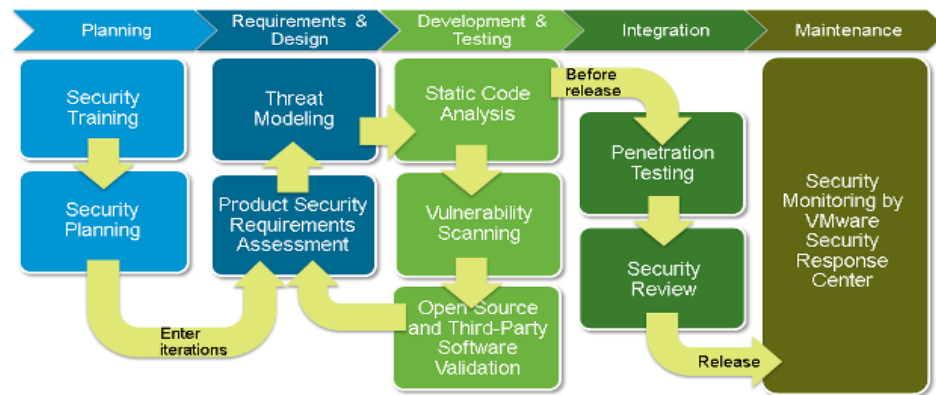 Planning
Requirements &
Design
Development &
Testing
Integration
Maintenance
Security
Training
Security
Planning
Enter
iterations
Threat
Modeling
Product Security
Requirements
Assessment
Static Code
Analysis
Vulnerability
Scanning
Open Source
and Third-Party
Software
Validation
Before
release
Penetration
Testing
Security
Review
Release
Security
Monitoring by
VMware
Security
Response
Center